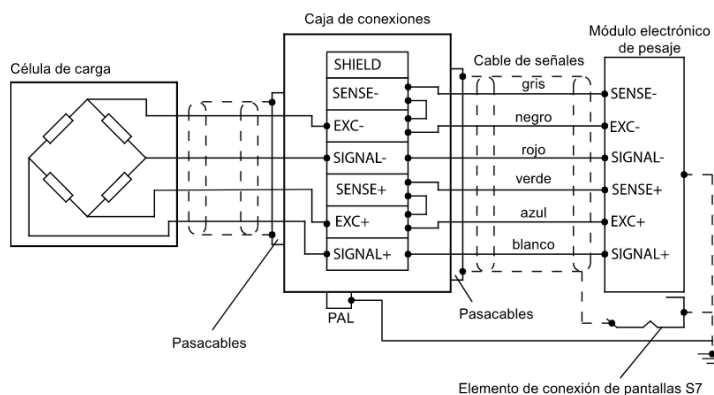 Caja de conexiones
Módulo electrónico
de pesaje
Célula de carga
Cable de señales
SHIELD
SENSE-
EXC-
SIGNAL-
SENSE+
EXC+
SIGNAL+
gris
negro
rojo
verde
azul
blanco
SENSE-
EXC-
SIGNAL-
SENSE+
EXC+
SIGNAL+
PAL
Pasacables
Pasacables
Elemento de conexión de pantallas S7